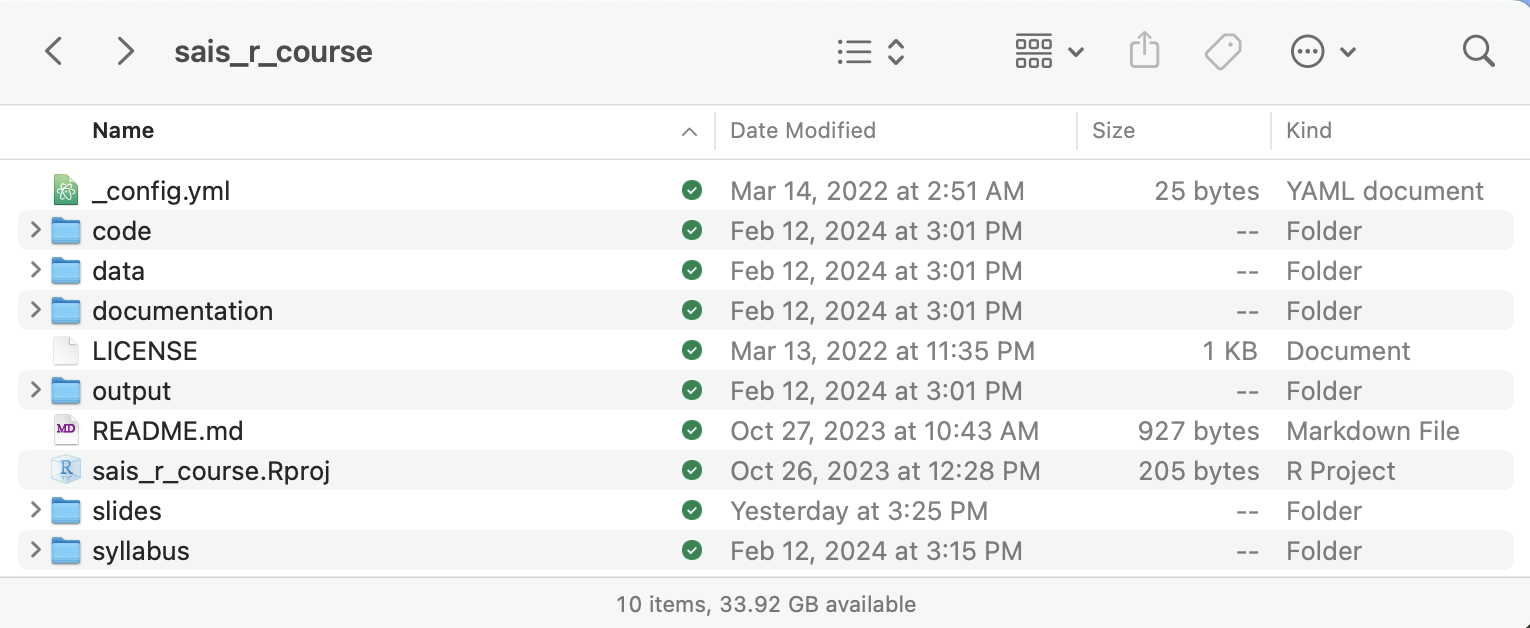 sais_r_course
Name Date Modified Size Kind
_config.yml Mar 14, 2022 at 2:51 AM 25 bytes YAML document
code Feb 12, 2024 at 3:01 PM -- Folder
data Feb 12, 2024 at 3:01 PM -- Folder
documentation Feb 12, 2024 at 3:01 PM -- Folder
LICENSE Mar 13, 2022 at 11:35 PM 1 KB Document
output Feb 12, 2024 at 3:01 PM -- Folder
MD README.md Oct 27, 2023 at 10:43 AM 927 bytes Markdown File
R sais_r_course.Rproj Oct 26, 2023 at 12:28 PM 205 bytes R Project
slides Yesterday at 3:25 PM -- Folder
syllabus Feb 12, 2024 at 3:15 PM -- Folder
10 items, 33.92 GB available